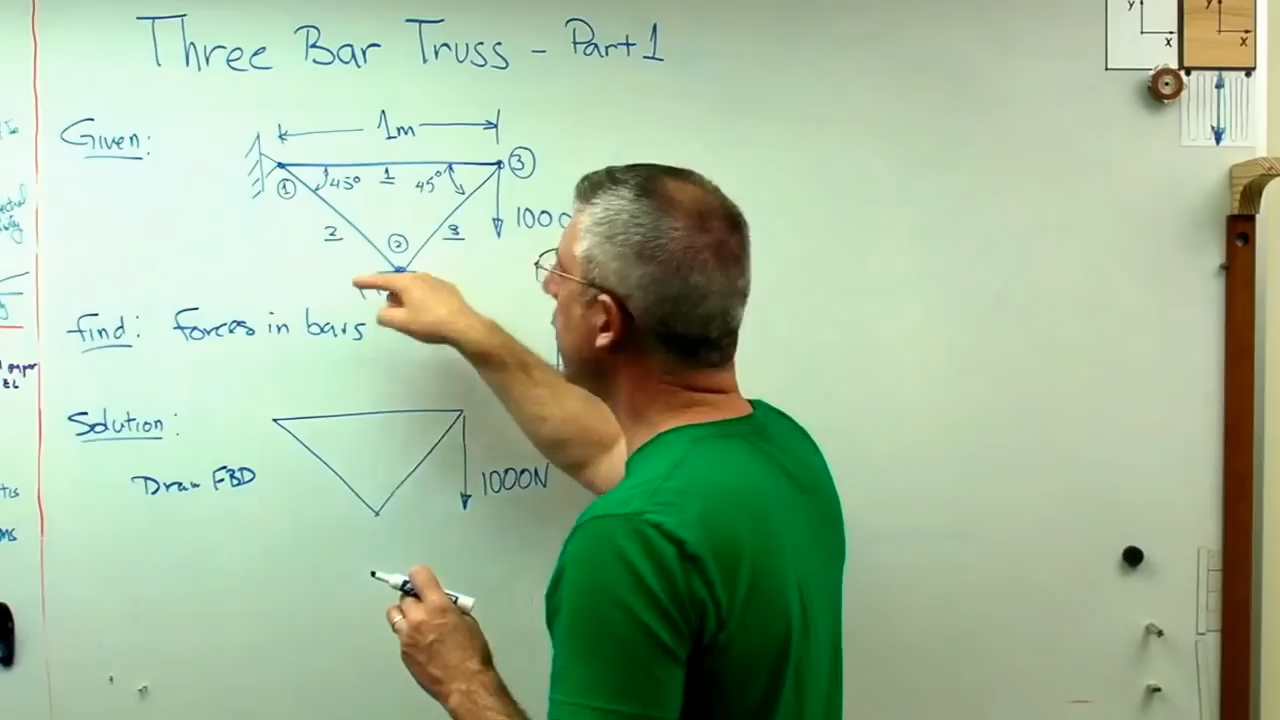 Three Bar Truss - Part 1
Given:
1m
1
45°
1
45°
3
2
2
3
find: forces in bars
Solution:
Draw FBD
1000N
y
x
y
x